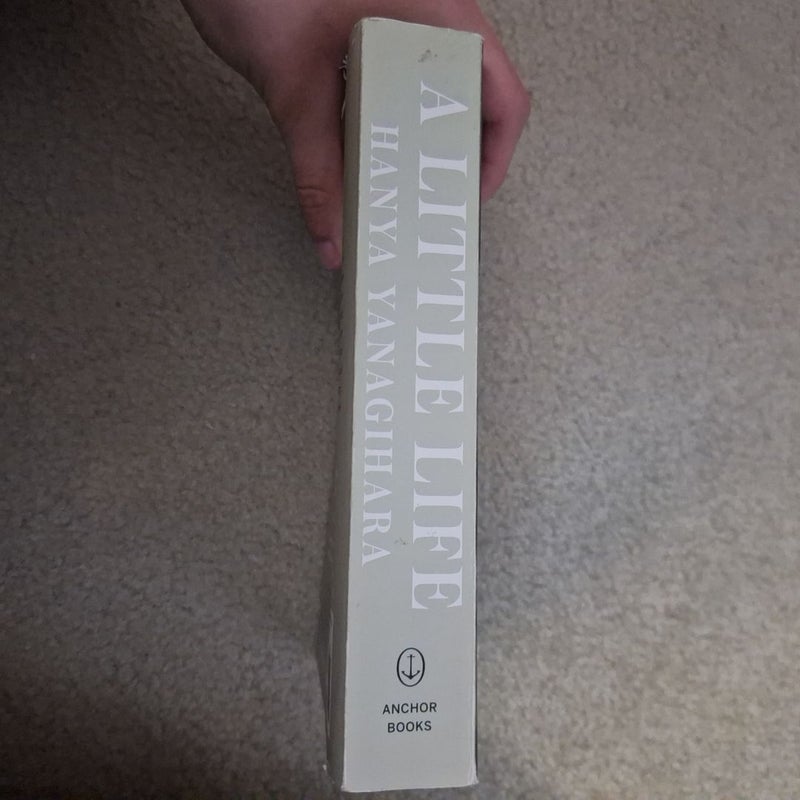 A LITTLE LIFE
HANYA YANAGIHARA
ANCHOR
BOOKS